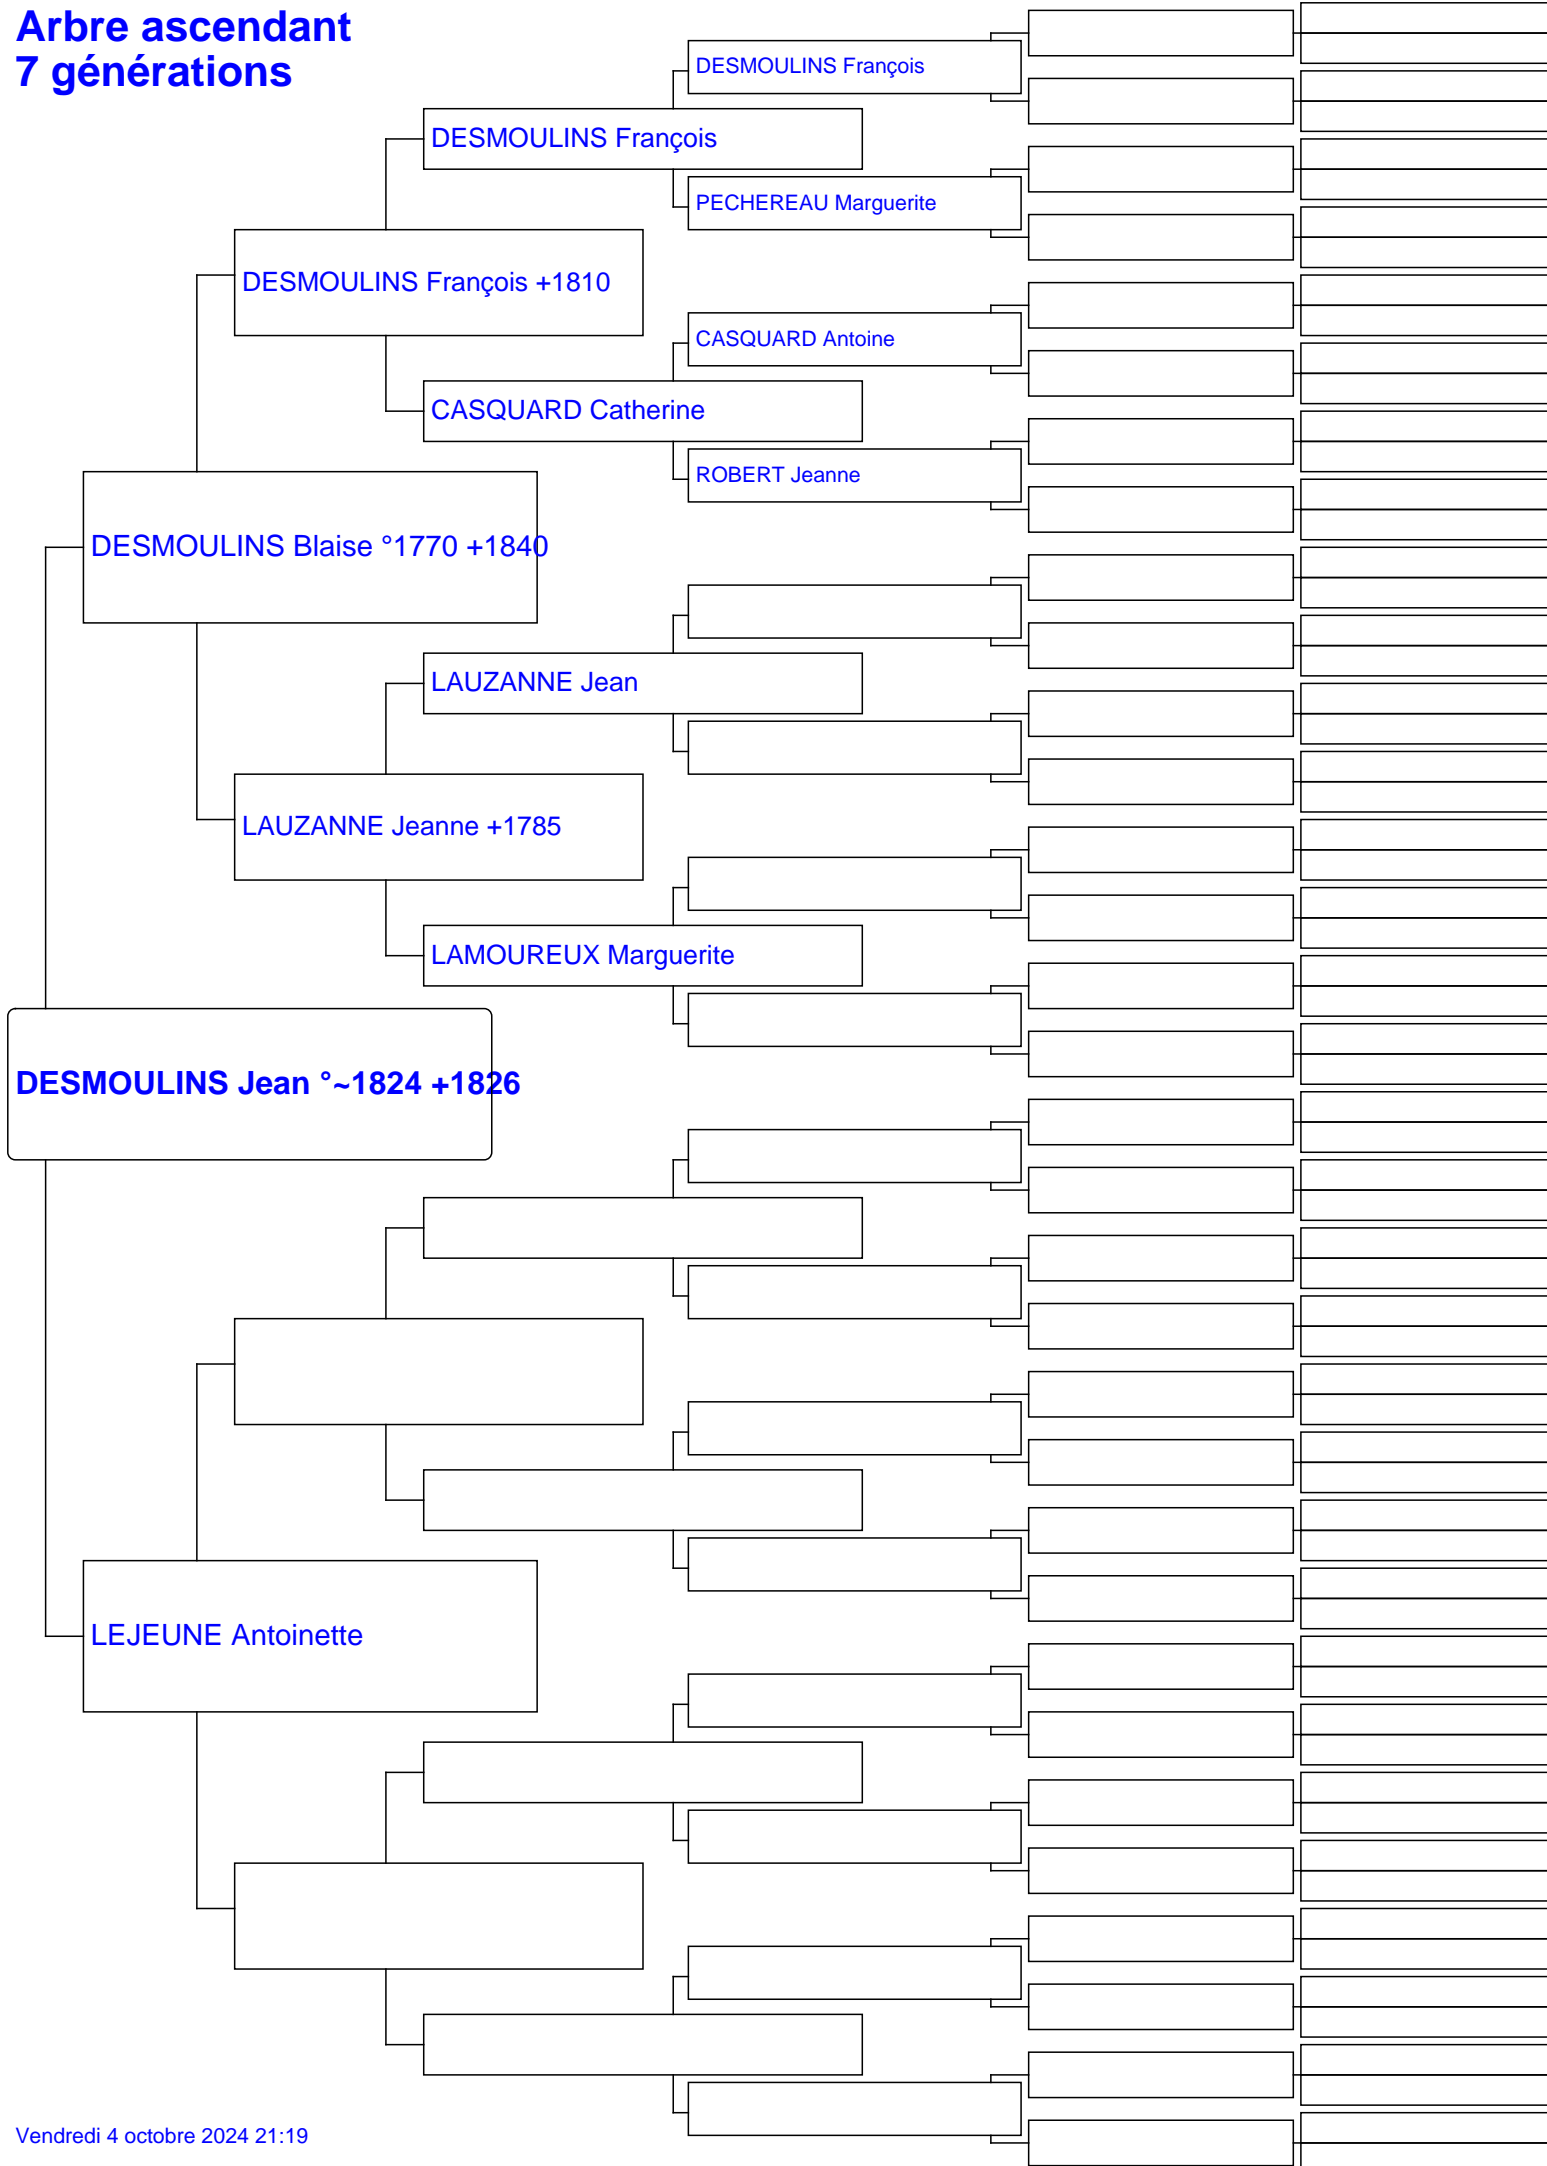 Arbre ascendant
7 générations
DESMOULINS François
DESMOULINS François
PECHEREAU Marguerite
DESMOULINS François +1810
CASQUARD Antoine
CASQUARD Catherine
ROBERT Jeanne
DESMOULINS Blaise °1770 +1840
LAUZANNE Jean
LAUZANNE Jeanne +1785
LAMOUREUX Marguerite
DESMOULINS Jean °~1824 +1826
LEJEUNE Antoinette
Vendredi 4 octobre 2024 21:19